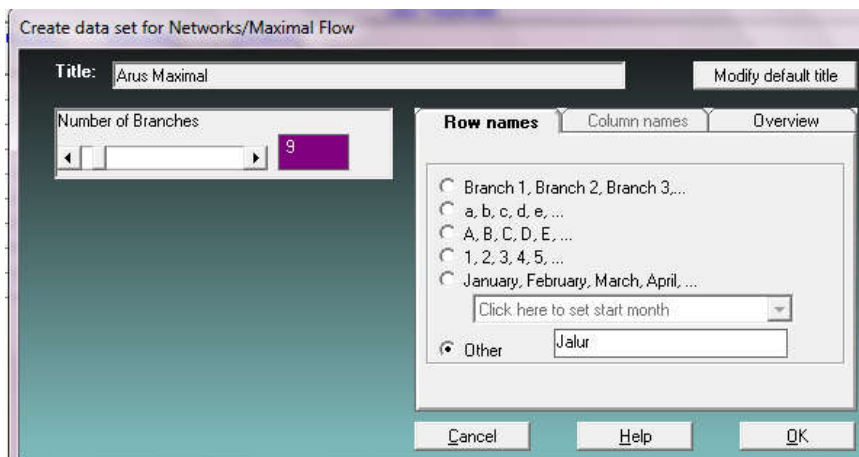 Create data set for Networks/Maximal Flow
Title: Arus Maximal Modify default title
Number of Branches
9
Row names Column names Overview
Branch 1, Branch 2, Branch 3,...
a, b, c, d, e, ...
A, B, C, D, E, ...
1, 2, 3, 4, 5, ...
January, February, March, April, ...
Click here to set start month
Other Jalur
Cancel Help OK